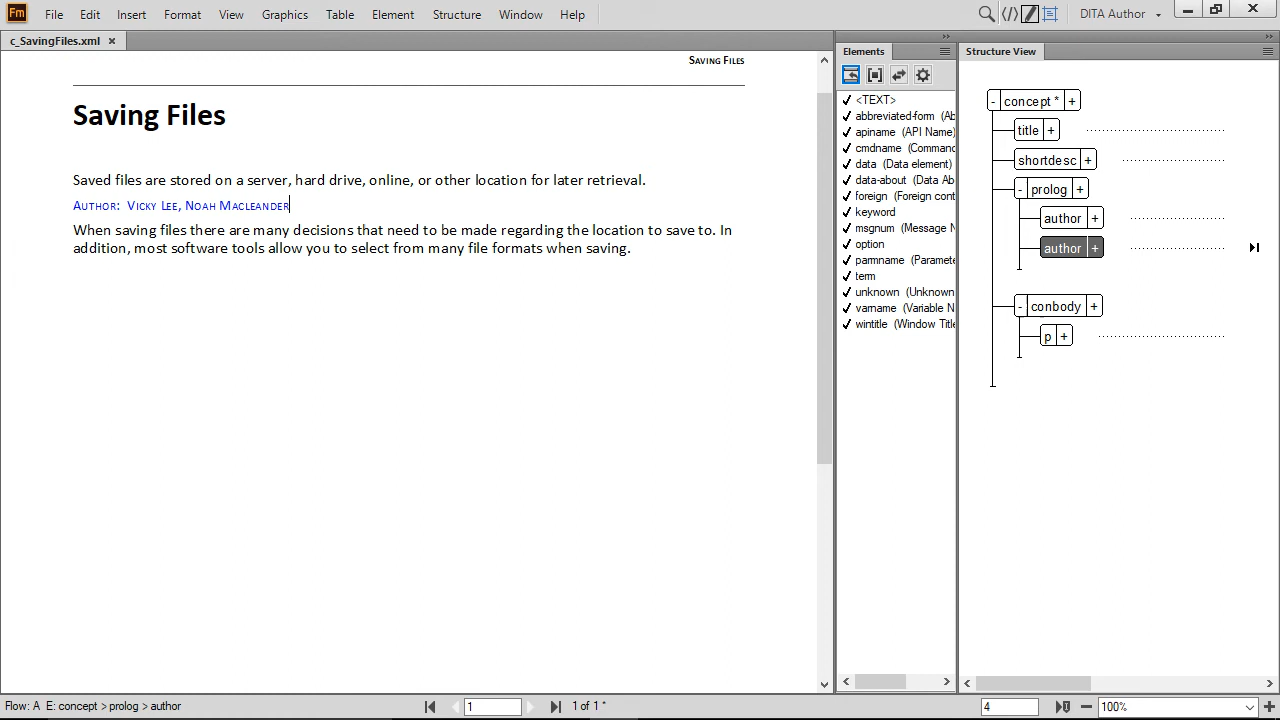 Fm File Edit Insert Format View Graphics Table Element Structure Window Help DITA Author
c_SavingFiles.xml
Saving Files
Saving Files
Saved files are stored on a server, hard drive, online, or other location for later retrieval.
Author: Vicky Lee, Noah Macleander
When saving files there are many decisions that need to be made regarding the location to save to. In
addition, most software tools allow you to select from many file formats when saving.
Elements
<TEXT>
abbreviated-form (Ab
apiname (API Name)
cmdname (Comman
data (Data element)
data-about (Data Ab
foreign (Foreign cont
keyword
msgnum (Message N
option
parmname (Paramete
term
unknown (Unknown
varname (Variable N
wintitle (Window Title
Structure View
- concept * +
title +
shortdesc +
- prolog +
author +
author +
- conbody +
p +
Flow: A E: concept > prolog > author
1
1 of 1 *
4
100%